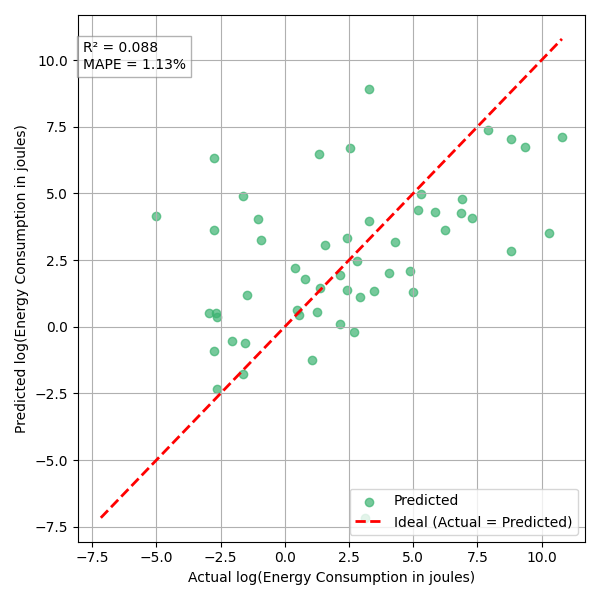 R² = 0.088
MAPE = 1.13%
10.0
7.5
5.0
2.5
0.0
−2.5
−5.0
−7.5
Predicted log(Energy Consumption in joules)
Predicted
Ideal (Actual = Predicted)
−7.5 −5.0 −2.5 0.0 2.5 5.0 7.5 10.0
Actual log(Energy Consumption in joules)